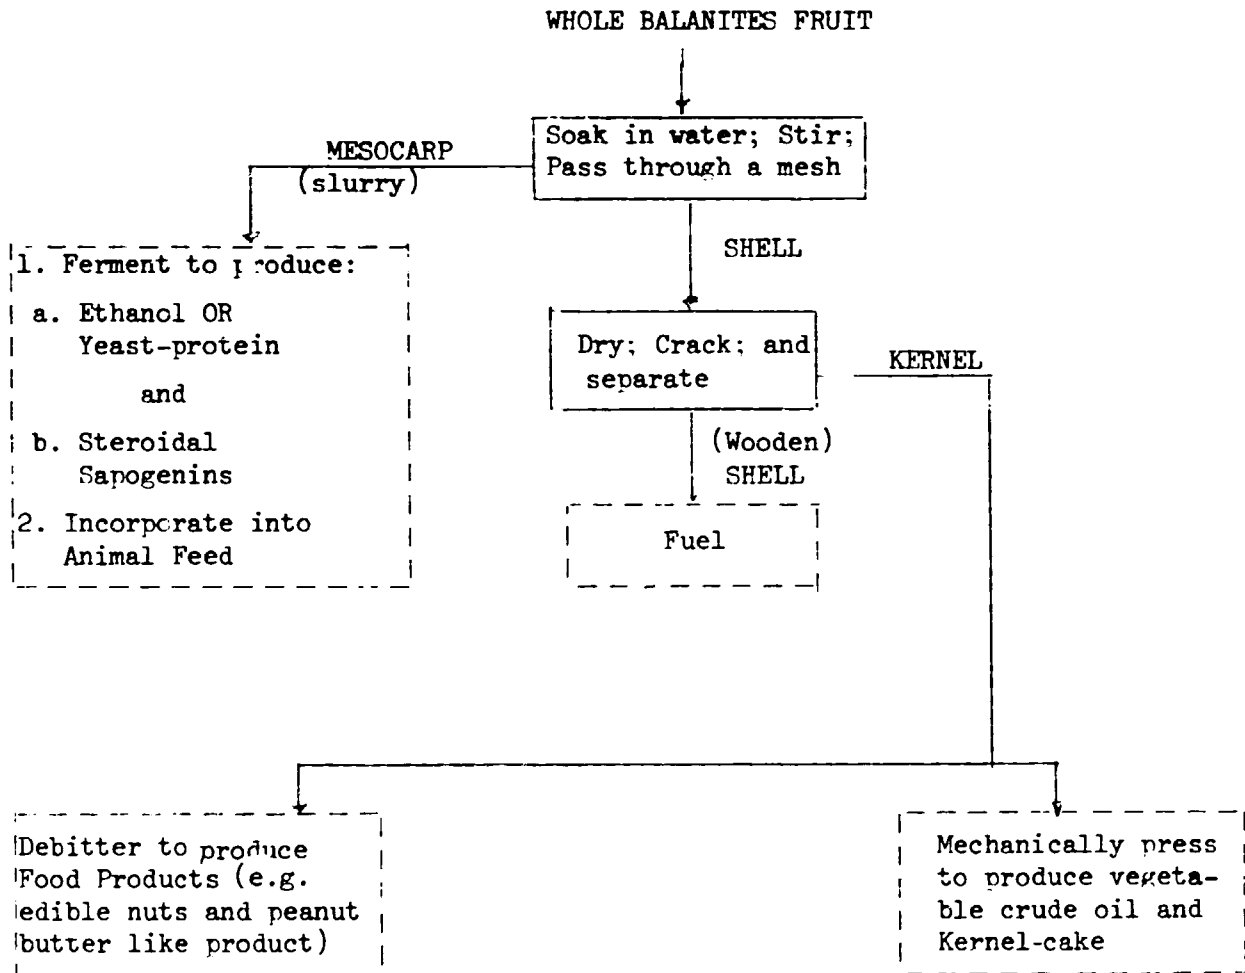 WHOLE BALANITES FRUIT
Soak in water; Stir;
Pass through a mesh
MESOCARP
(slurry)
1. Ferment to produce:
a. Ethanol OR
Yeast-protein
and
b. Steroidal
Sapogenins
2. Incorporate into
Animal Feed
SHELL
Dry; Crack; and
separate
KERNEL
(Wooden)
SHELL
Fuel
Debitter to produce
Food Products (e.g.
edible nuts and peanut
butter like product)
Mechanically press
to produce vegeta-
ble crude oil and
Kernel-cake